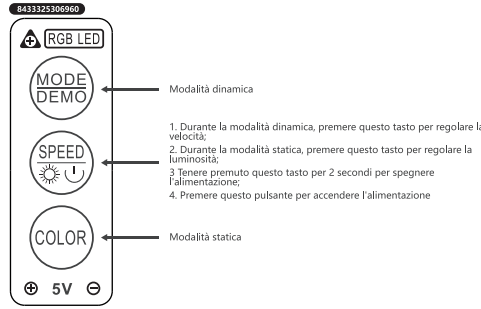 8433325306960
RGB LED
MODE
DEMO
Modalità dinamica
1. Durante la modalità dinamica, premere questo tasto per regolare la
velocità;
2. Durante la modalità statica, premere questo tasto per regolare la
luminosità;
3 Tenere premuto questo tasto per 2 secondi per spegnere
l'alimentazione;
4. Premere questo pulsante per accendere l'alimentazione
SPEED
COLOR
Modalità statica
5V